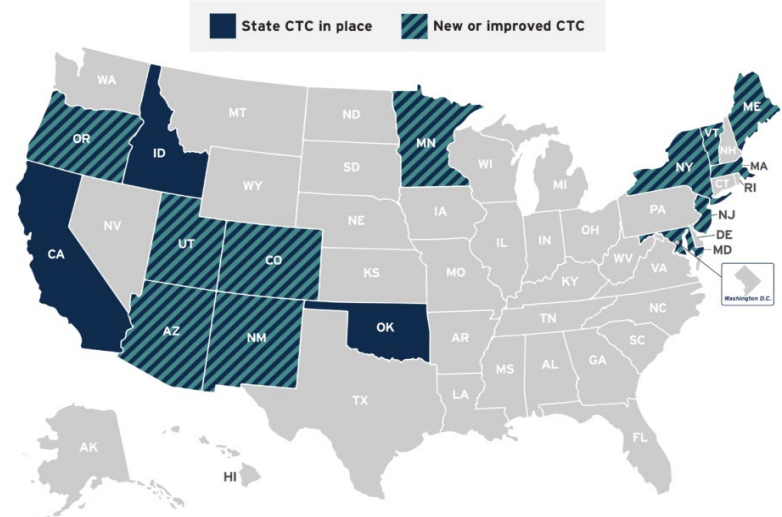 State CTC in place
New or improved CTC
WA
MT
ND
MN
ME
VT
NH
OR
ID
SD
WI
NY
MA
WY
MI
CT
RI
NV
NE
IA
PA
NJ
UT
CO
IL
IN
OH
DE
CA
KS
MO
WV
VA
MD
KY
Washington D.C.
AZ
NM
OK
TN
NC
AR
SC
MS
AL
GA
TX
LA
AK
HI
FL